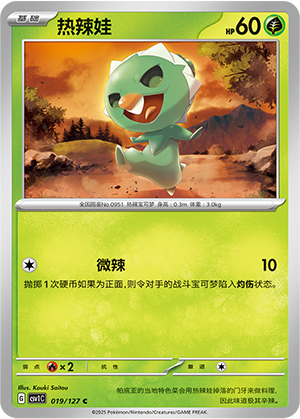 基础 热辣娃 HP 60
全国图鉴No.0951 热辣宝可梦 身高：0.3m 体重：3.0kg
微辣 10
抛掷1次硬币如果为正面，则令对手的战斗宝可梦陷入灼伤状态。
弱点 ×2 抗性 撤退
Illus. Kouki Saitou
G CSV1C 019/127 C
帕底亚的当地特色菜会用热辣娃掉落的门牙来做佐料，
因此味道极其辛辣。
©2025 Pokémon/Nintendo/Creatures/GAME FREAK.